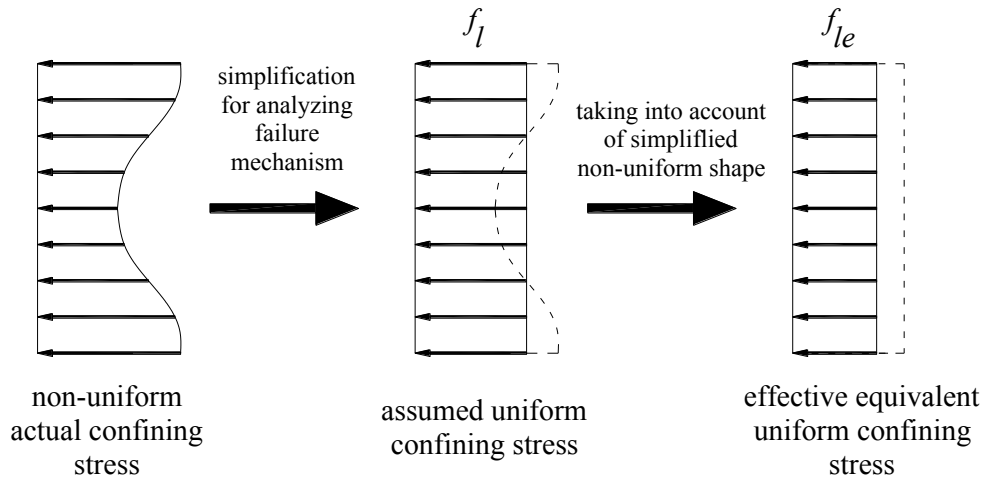 f_l
f_le
simplification
for analyzing
failure
mechanism
taking into account
of simpliflied
non-uniform shape
non-uniform
actual confining
stress
assumed uniform
confining stress
effective equivalent
uniform confining
stress